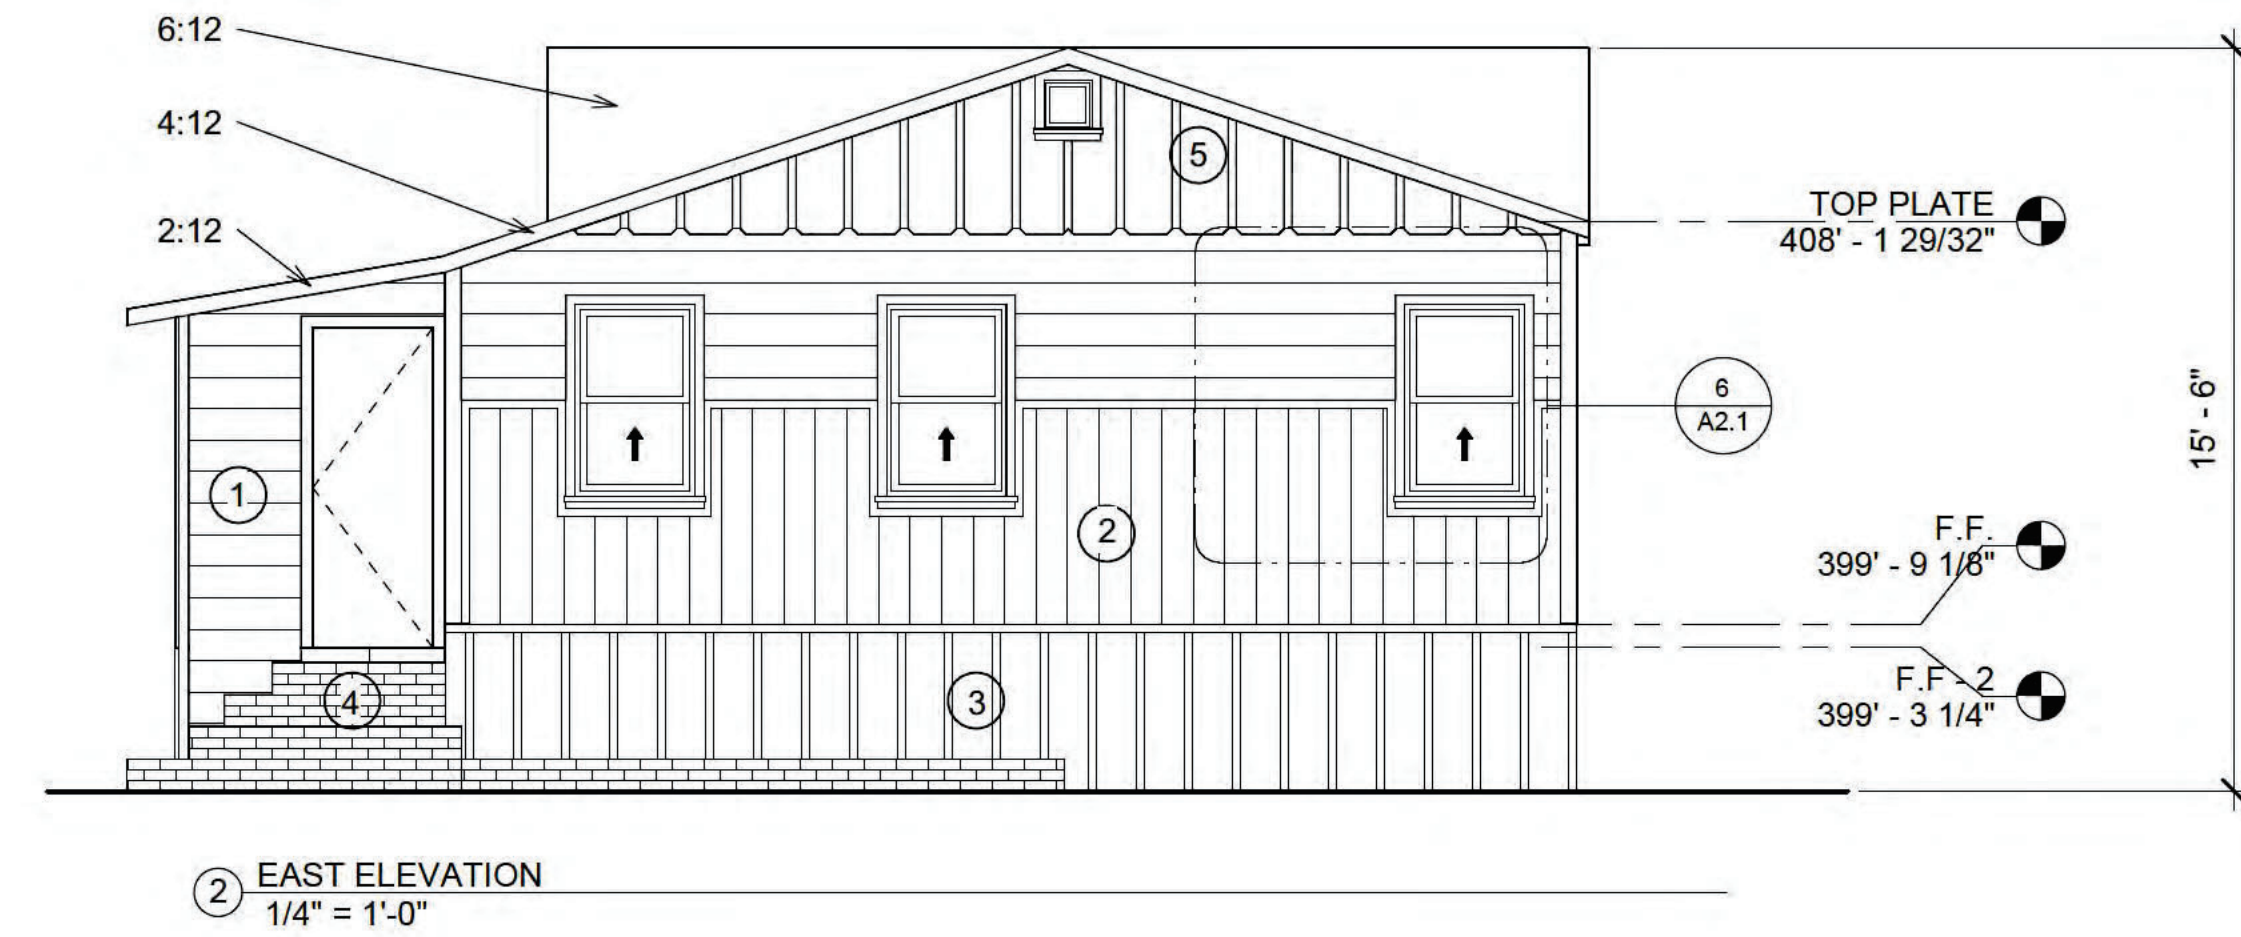 6:12
4:12
2:12
5
TOP PLATE
408' - 1 29/32"
6
A2.1
15' - 6"
1
2
F.F.
399' - 9 1/8"
4
3
F.F - 2
399' - 3 1/4"
2
EAST ELEVATION
1/4" = 1'-0"